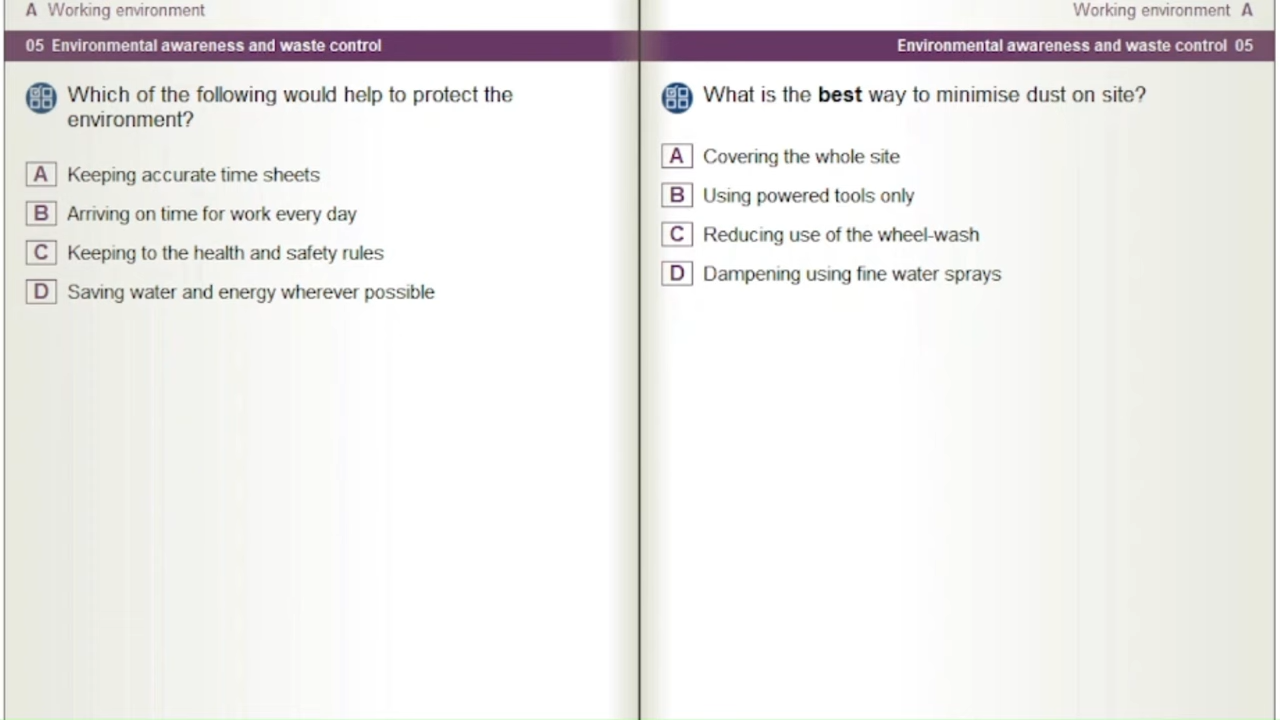 A Working environment
05 Environmental awareness and waste control
Which of the following would help to protect the
environment?
A Keeping accurate time sheets
B Arriving on time for work every day
C Keeping to the health and safety rules
D Saving water and energy wherever possible
Working environment A
Environmental awareness and waste control 05
What is the best way to minimise dust on site?
A Covering the whole site
B Using powered tools only
C Reducing use of the wheel-wash
D Dampening using fine water sprays